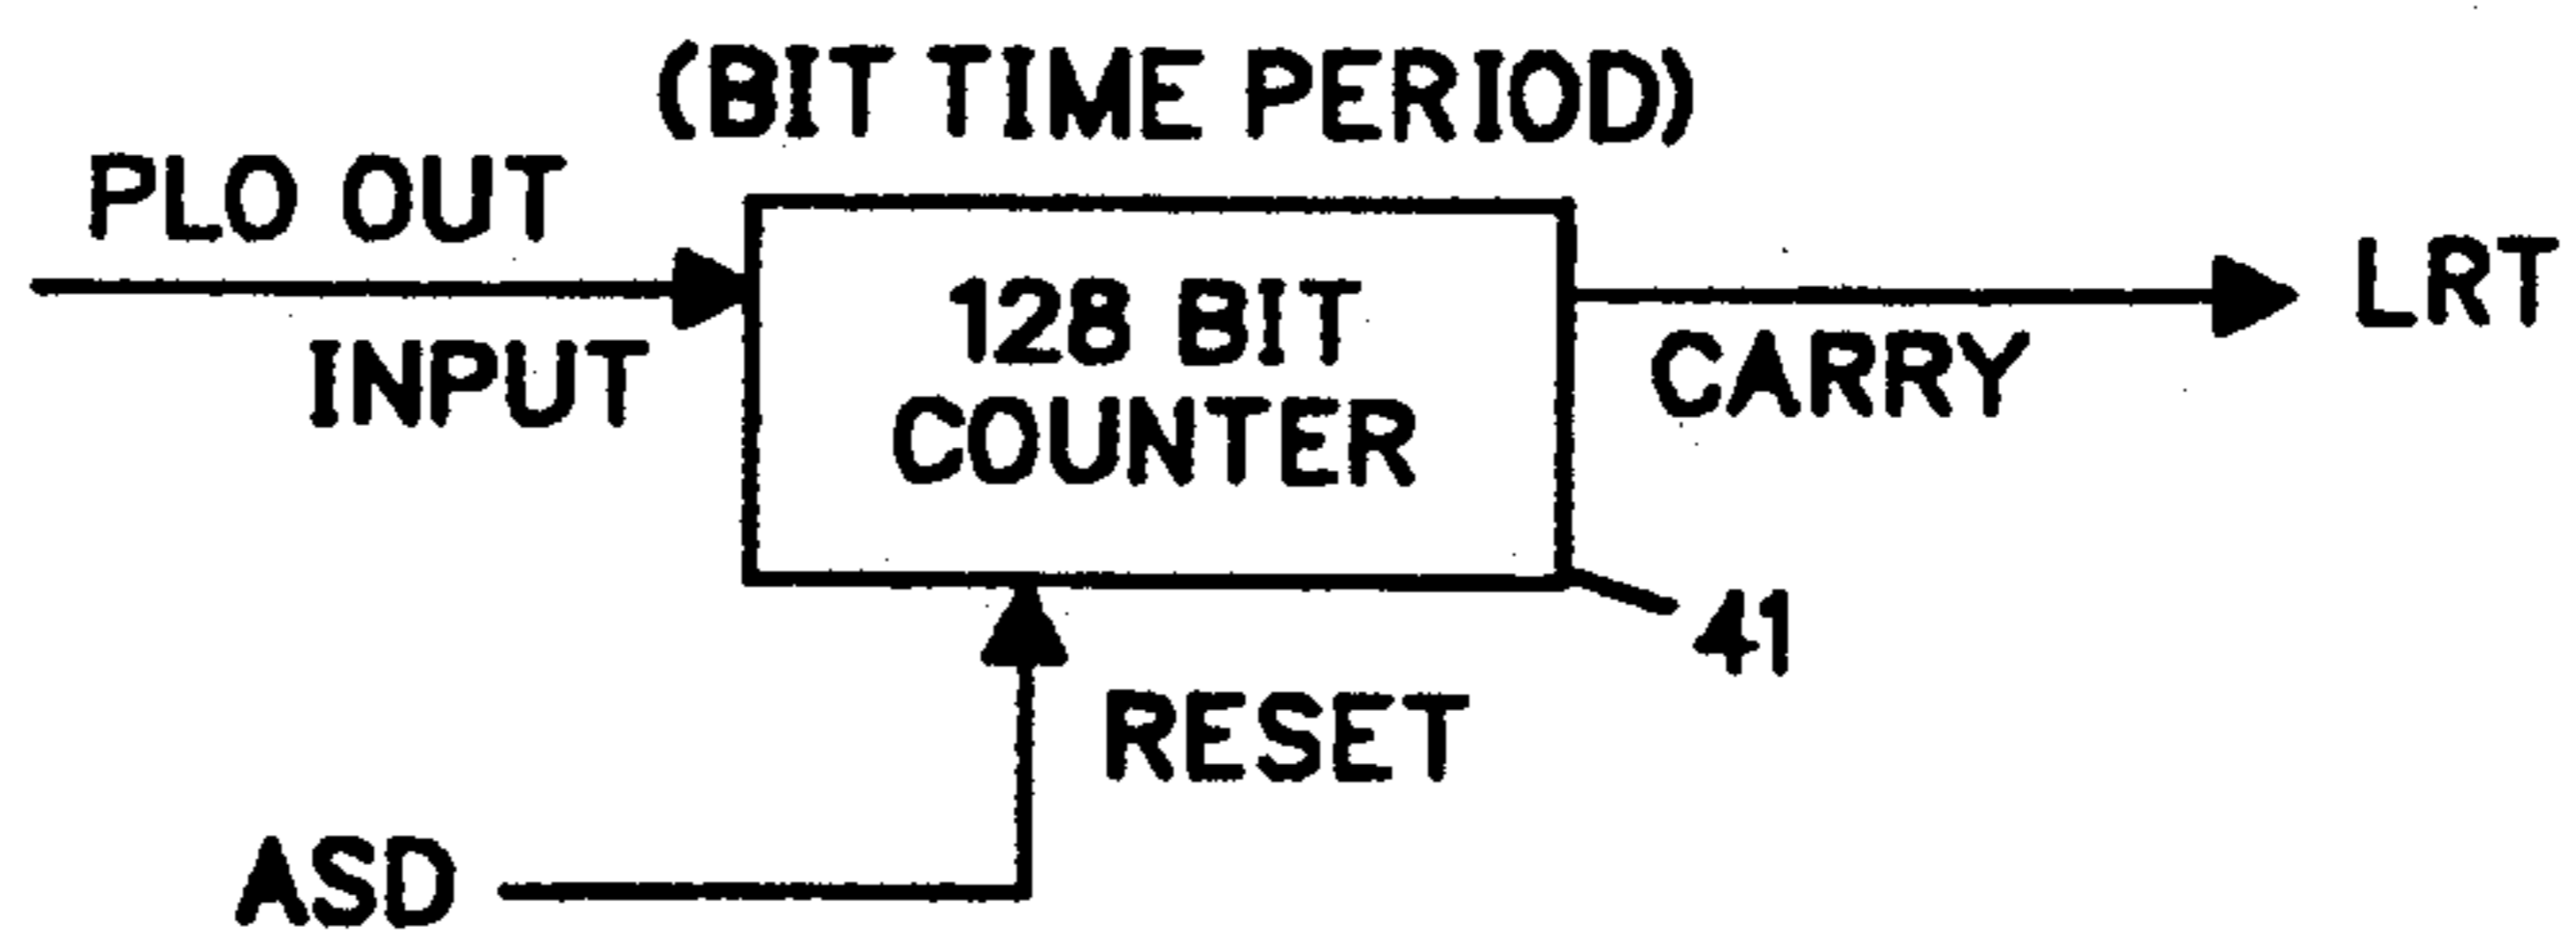 (BIT TIME PERIOD)
PLO OUT
INPUT
128 BIT
COUNTER
CARRY
LRT
41
RESET
ASD